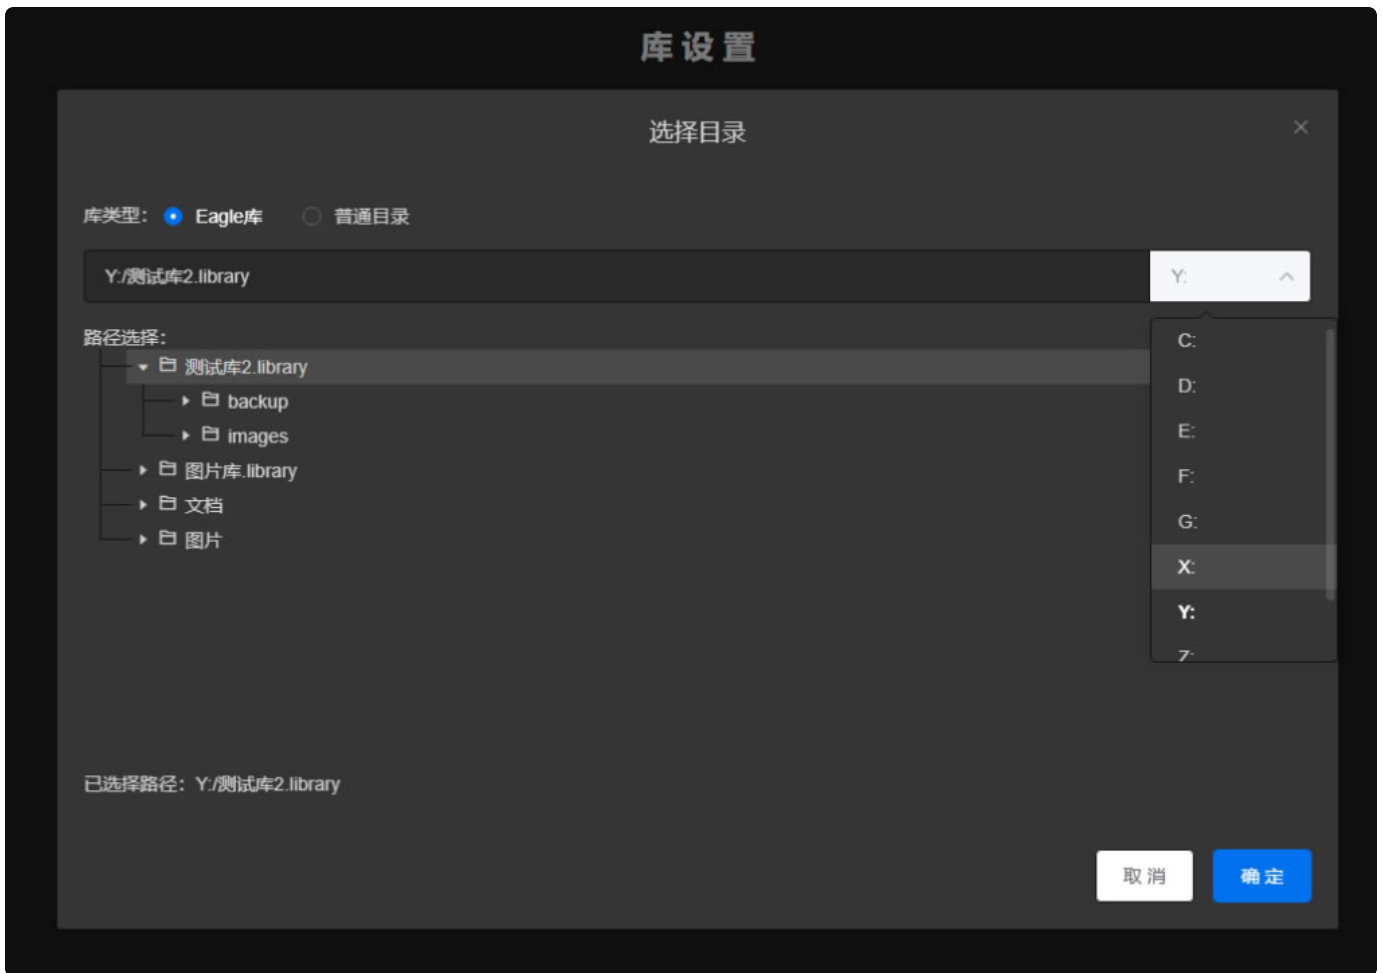 库设置
选择目录
库类型： Eagle库 普通目录
Y:/测试库2.library Y:
路径选择：
测试库2.library
backup
images
图片库.library
文档
图片
C:
D:
E:
F:
G:
X:
Y:
Z:
已选择路径：Y:/测试库2.library
取消 确定